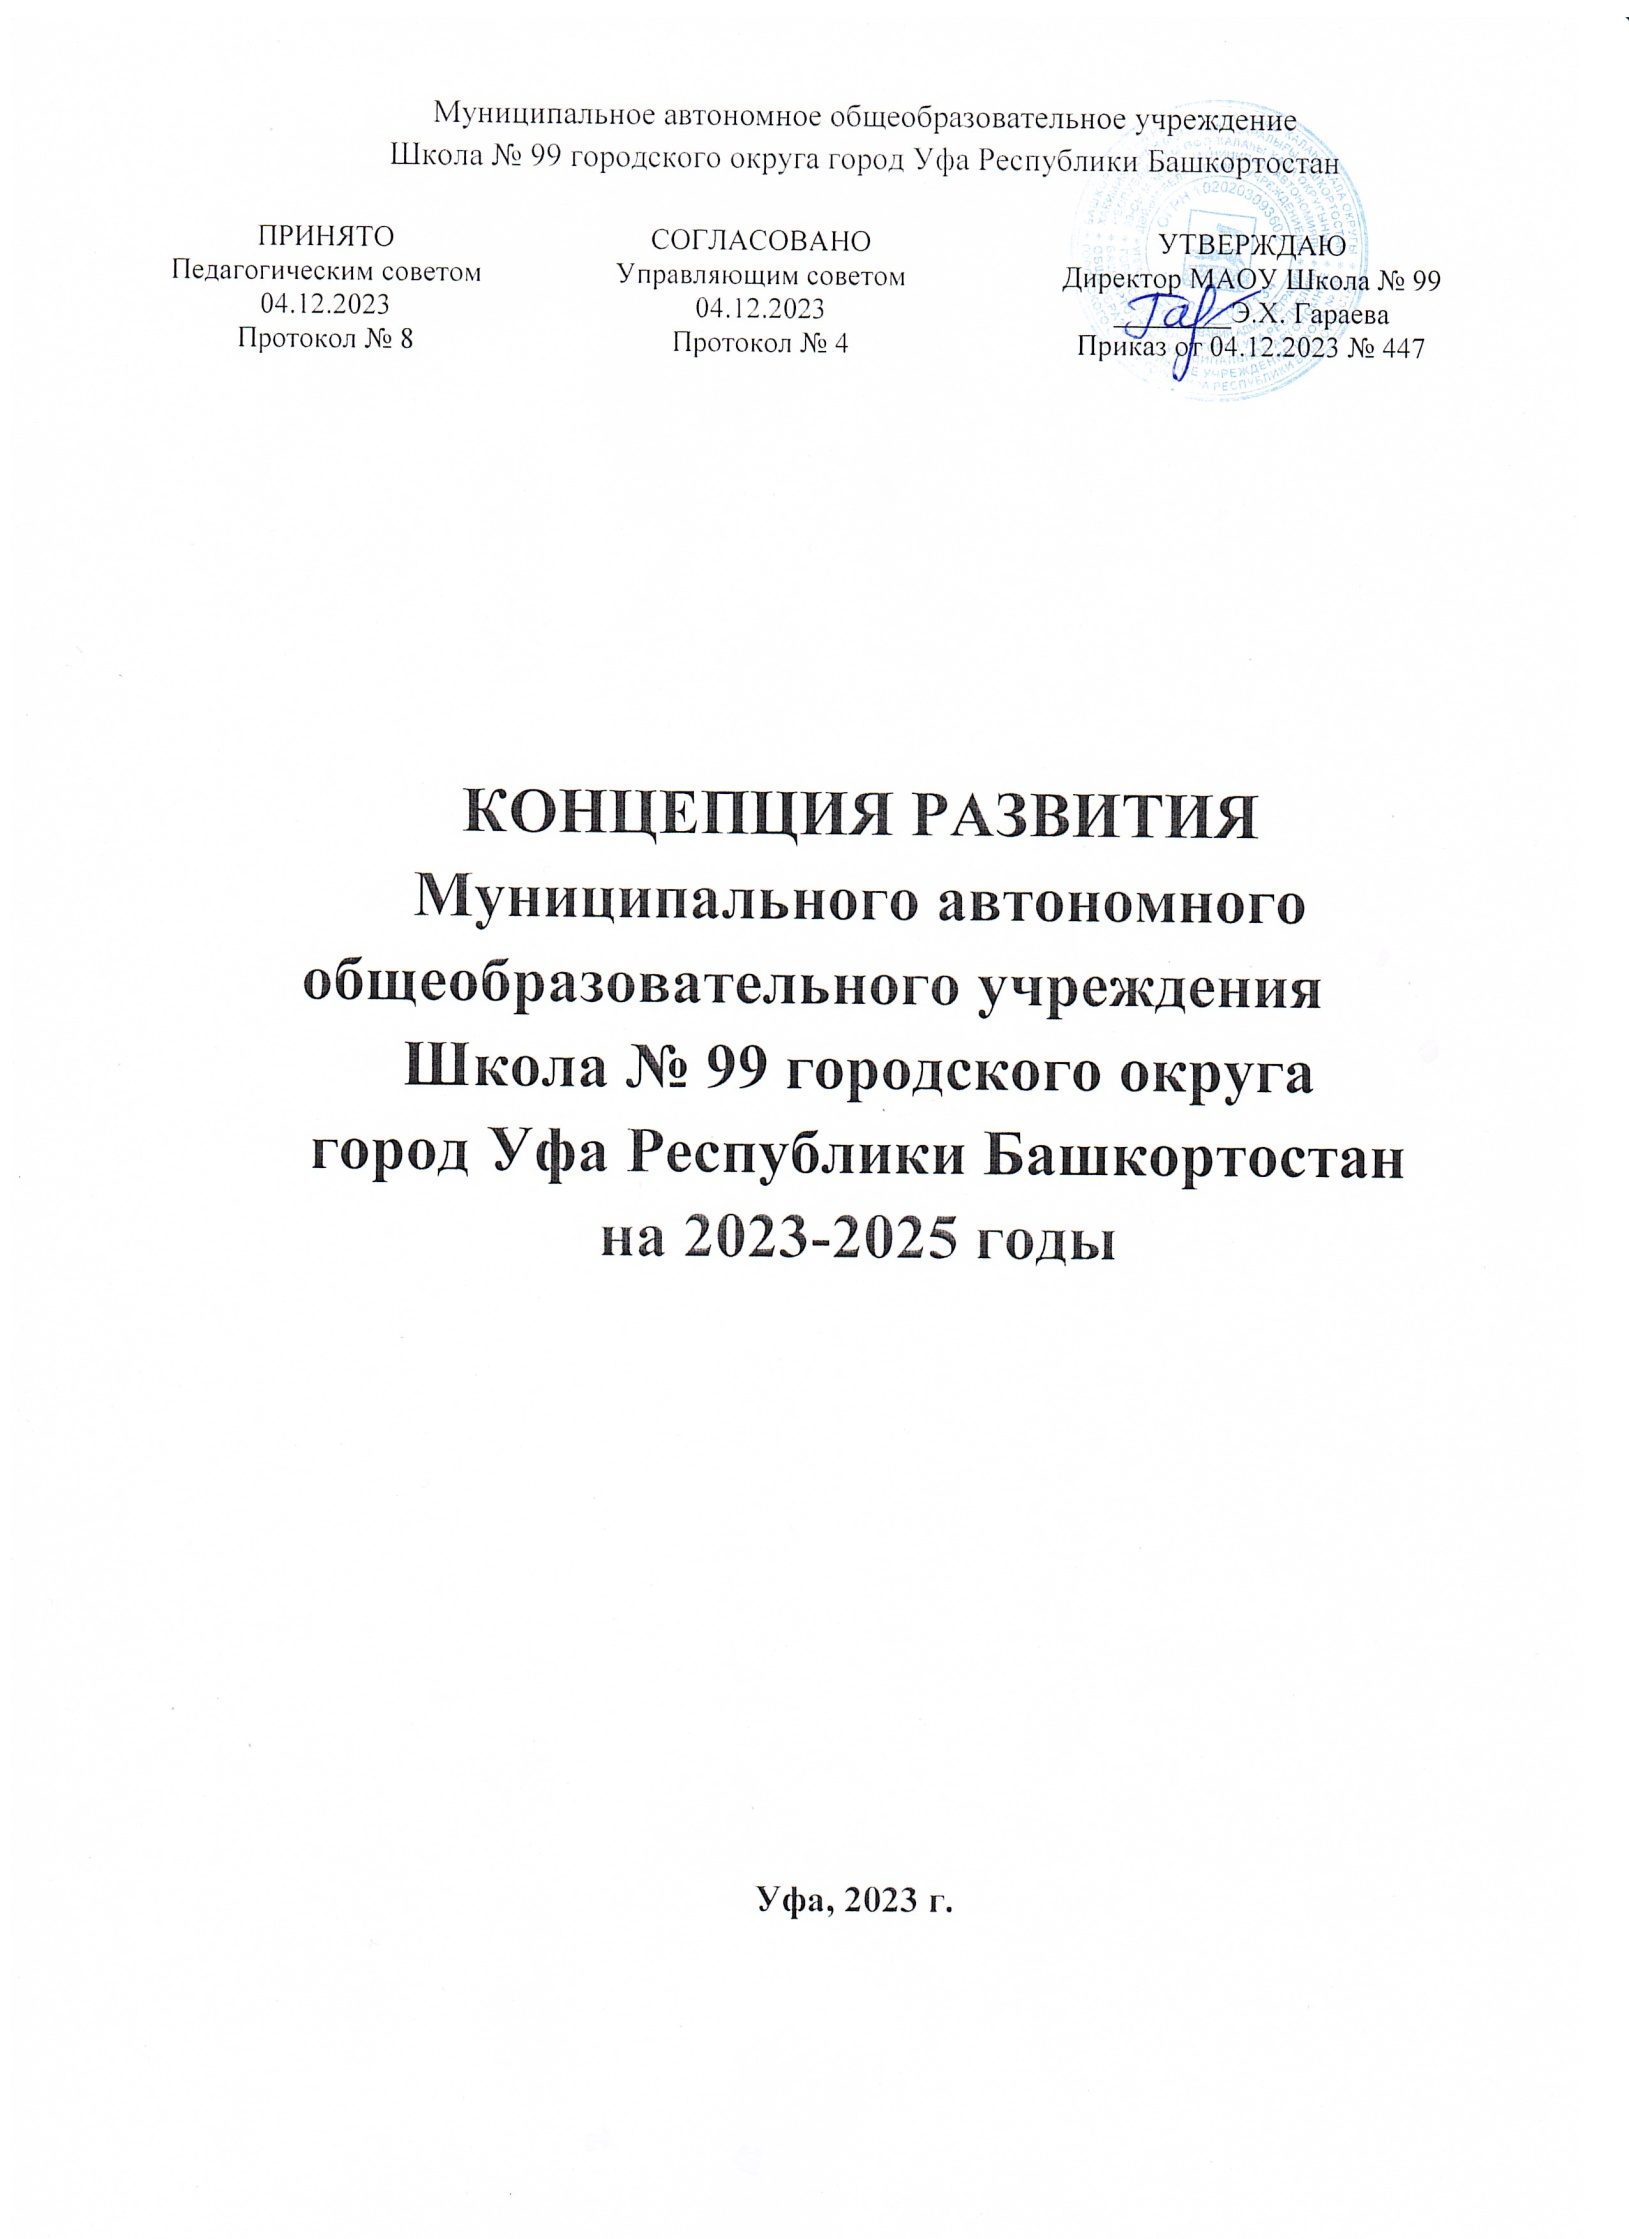 Муниципальное автономное общеобразовательное учреждение
Школа № 99 городского округа город Уфа Республики Башкортостан
ПРИНЯТО
Педагогическим советом
04.12.2023
Протокол № 8
СОГЛАСОВАНО
Управляющим советом
04.12.2023
Протокол № 4
УТВЕРЖДАЮ
Директор МАОУ Школа № 99
Э.Х. Гараева
Приказ от 04.12.2023 № 447
КОНЦЕПЦИЯ РАЗВИТИЯ
Муниципального автономного
общеобразовательного учреждения
Школа № 99 городского округа
город Уфа Республики Башкортостан
на 2023-2025 годы
Уфа, 2023 г.